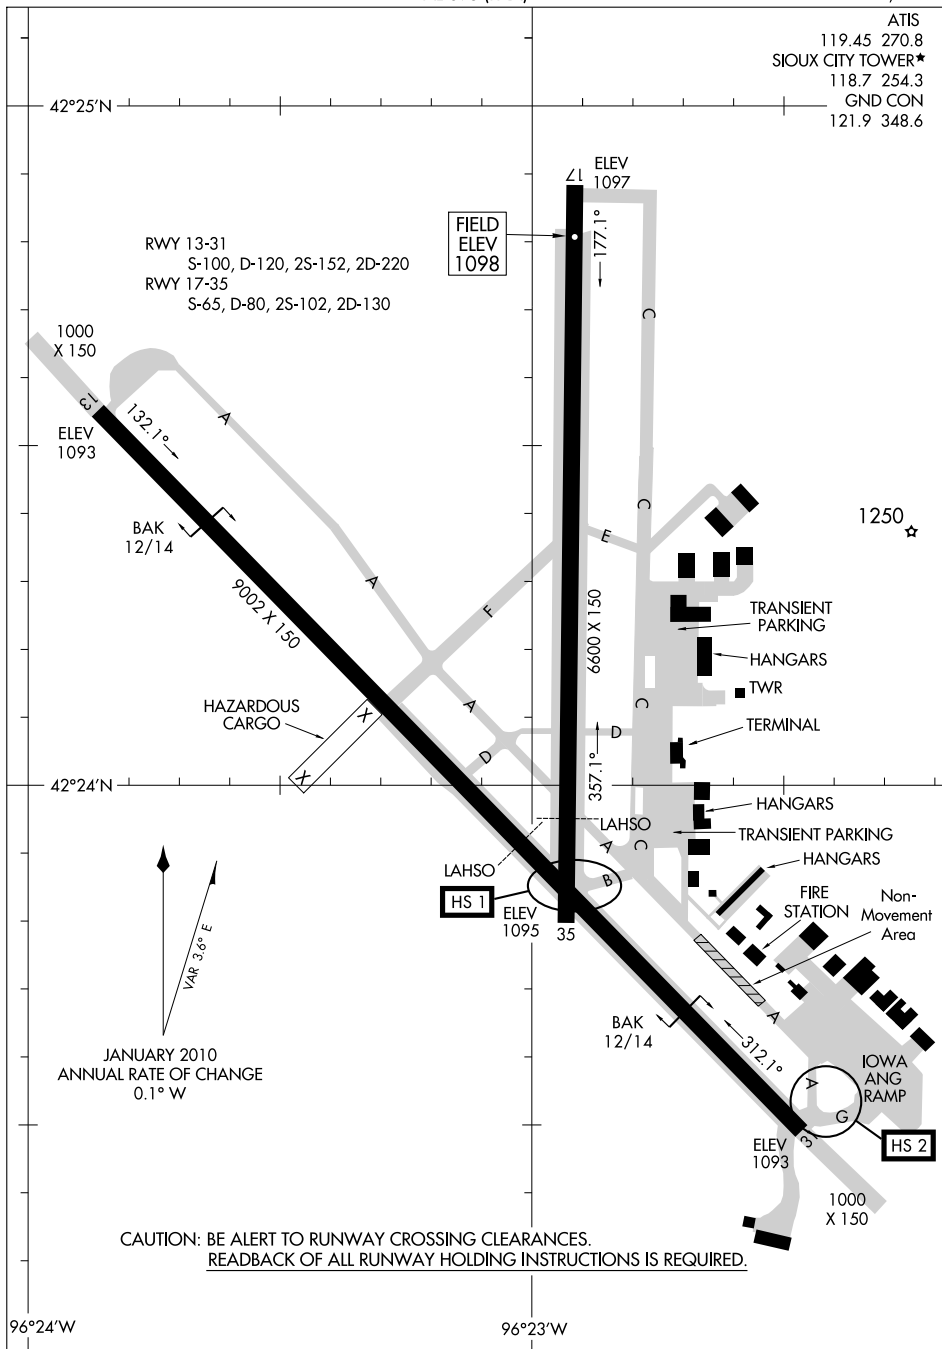 ATIS
119.45 270.8
SIOUX CITY TOWER★
118.7 254.3
GND CON
121.9 348.6
42°25'N
17
ELEV
1097
FIELD
ELEV
1098
177.1°
RWY 13-31
S-100, D-120, 2S-152, 2D-220
RWY 17-35
S-65, D-80, 2S-102, 2D-130
C
1000
X 150
13
A
132.1°
ELEV
1093
C
1250
BAK
12/14
E
A
9002 X 150
F
6600 X 150
TRANSIENT
PARKING
HANGARS
TWR
HAZARDOUS
CARGO
X
A
C
D
TERMINAL
D
357.1°
X
42°24'N
HANGARS
LAHSO
TRANSIENT PARKING
A
C
HANGARS
LAHSO
B
HS 1
ELEV
1095
35
FIRE
STATION
Non-
Movement
Area
VAR 3.6° E
A
BAK
12/14
312.1°
JANUARY 2010
ANNUAL RATE OF CHANGE
0.1° W
IOWA
ANG
RAMP
A
G
31
HS 2
ELEV
1093
1000
X 150
CAUTION: BE ALERT TO RUNWAY CROSSING CLEARANCES.
READBACK OF ALL RUNWAY HOLDING INSTRUCTIONS IS REQUIRED.
96°24'W
96°23'W